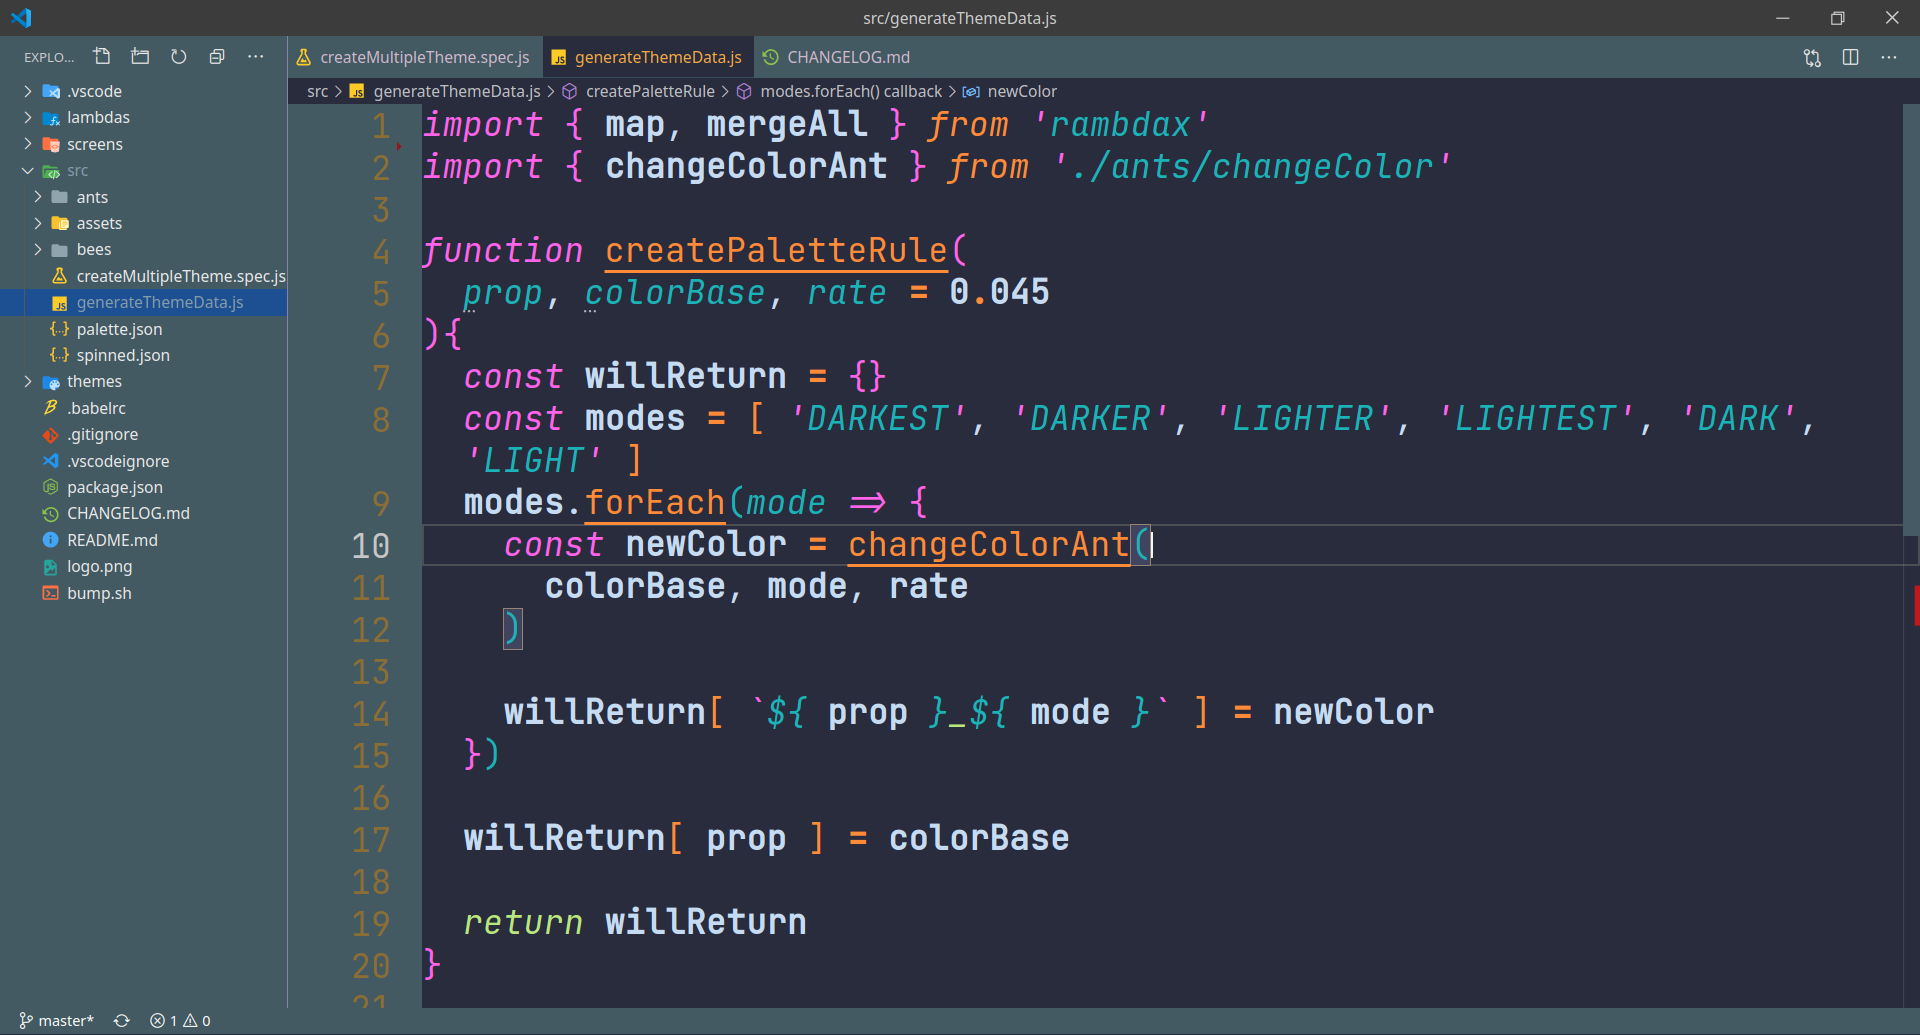 src/generateThemeData.js
EXPLO...
createMultipleTheme.spec.js
generateThemeData.js
CHANGELOG.md
src > generateThemeData.js > createPaletteRule > modes.forEach() callback > newColor
.vscode
lambdas
screens
src
ants
assets
bees
createMultipleTheme.spec.js
generateThemeData.js
palette.json
spinned.json
themes
.babelrc
.gitignore
.vscodeignore
package.json
CHANGELOG.md
README.md
logo.png
bump.sh
1 import { map, mergeAll } from 'rambdax'
2 import { changeColorAnt } from './ants/changeColor'
3
4 function createPaletteRule(
5   prop, colorBase, rate = 0.045
6 ){
7   const willReturn = {}
8   const modes = [ 'DARKEST', 'DARKER', 'LIGHTER', 'LIGHTEST', 'DARK',
  'LIGHT' ]
9   modes.forEach(mode => {
10     const newColor = changeColorAnt(
11       colorBase, mode, rate
12     )
13
14     willReturn[ `${ prop }_${ mode }` ] = newColor
15   })
16
17   willReturn[ prop ] = colorBase
18
19   return willReturn
20 }
21
master* 1 0